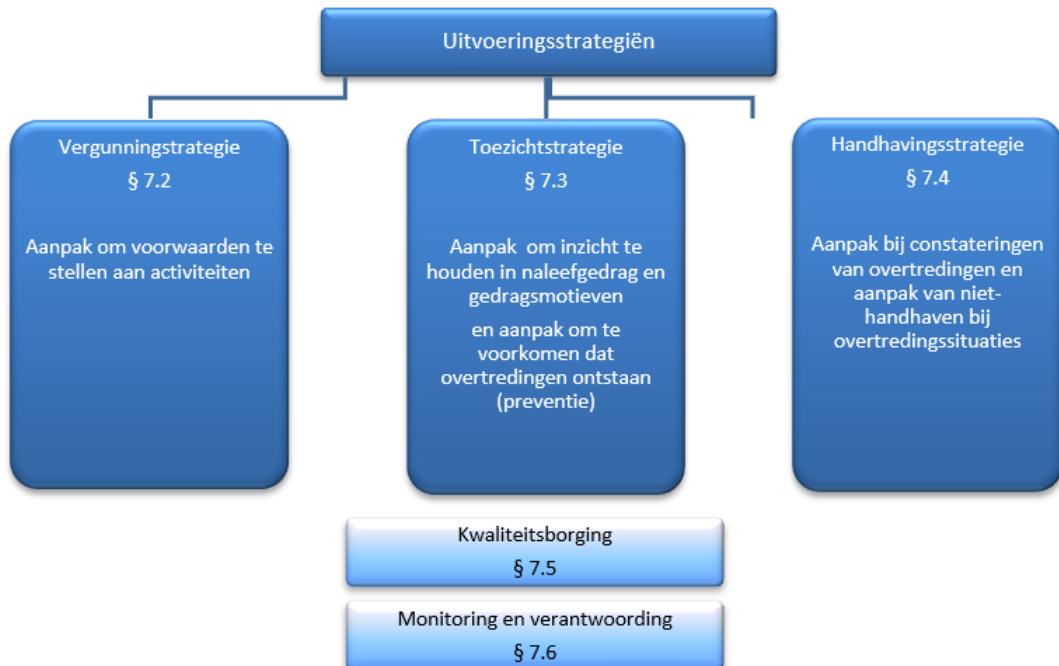 Uitvoeringsstrategiën
Vergunningstrategie
§ 7.2
Aanpak om voorwaarden te
stellen aan activiteiten
Toezichtstrategie
§ 7.3
Aanpak om inzicht te
houden in naleefgedrag en
gedragsmotieven
en aanpak om te
voorkomen dat
overtredingen ontstaan
(preventie)
Handhavingsstrategie
§ 7.4
Aanpak bij constateringen
van overtredingen en
aanpak van niet-
handhaven bij
overtredingssituaties
Kwaliteitsborging
§ 7.5
Monitoring en verantwoording
§ 7.6